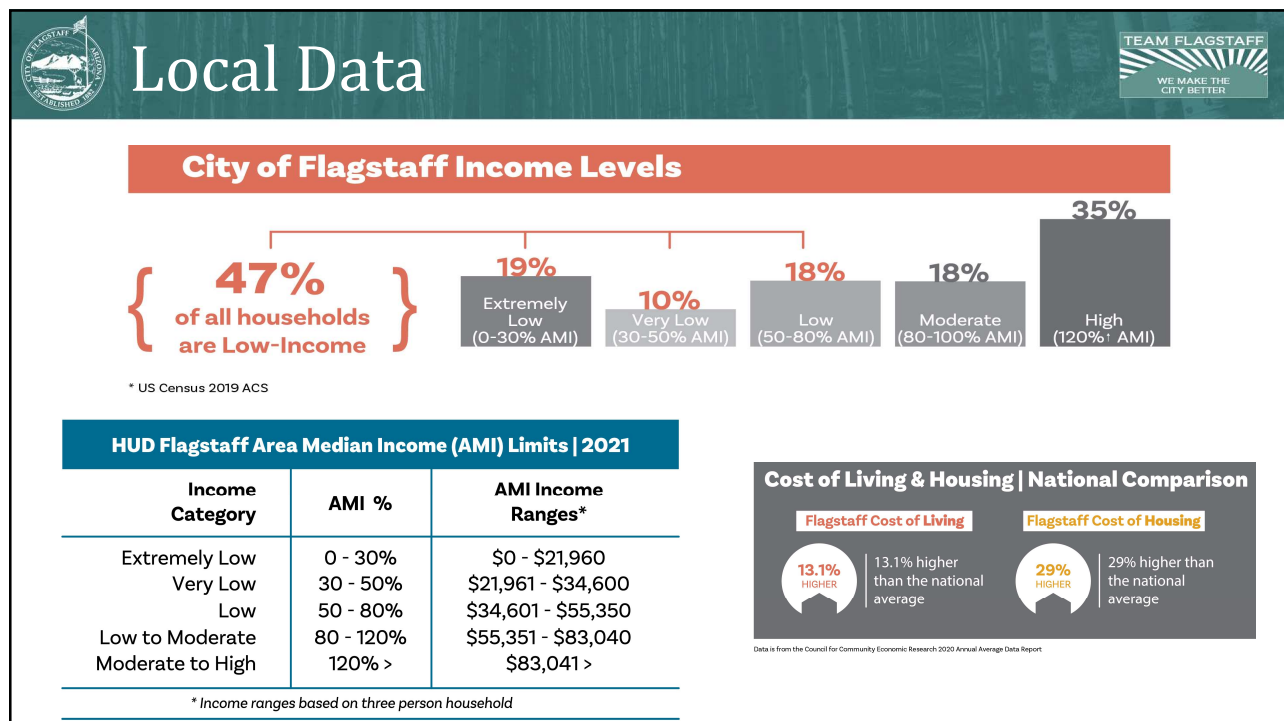 CITY OF FLAGSTAFF
ARIZONA
ESTABLISHED 1882
Local Data
TEAM FLAGSTAFF
WE MAKE THE
CITY BETTER
City of Flagstaff Income Levels
47%
of all households
are Low-Income
19%
Extremely
Low
(0-30% AMI)
10%
Very Low
(30-50% AMI)
18%
Low
(50-80% AMI)
18%
Moderate
(80-100% AMI)
35%
High
(120%↑ AMI)
* US Census 2019 ACS
HUD Flagstaff Area Median Income (AMI) Limits | 2021
Income
Category
AMI %
AMI Income
Ranges*
Extremely Low 0 - 30% $0 - $21,960
Very Low 30 - 50% $21,961 - $34,600
Low 50 - 80% $34,601 - $55,350
Low to Moderate 80 - 120% $55,351 - $83,040
Moderate to High 120% > $83,041 >
* Income ranges based on three person household
Cost of Living & Housing | National Comparison
Flagstaff Cost of Living
13.1%
HIGHER
13.1% higher
than the national
average
Flagstaff Cost of Housing
29%
HIGHER
29% higher than
the national
average
Data is from the Council for Community Economic Research 2020 Annual Average Data Report